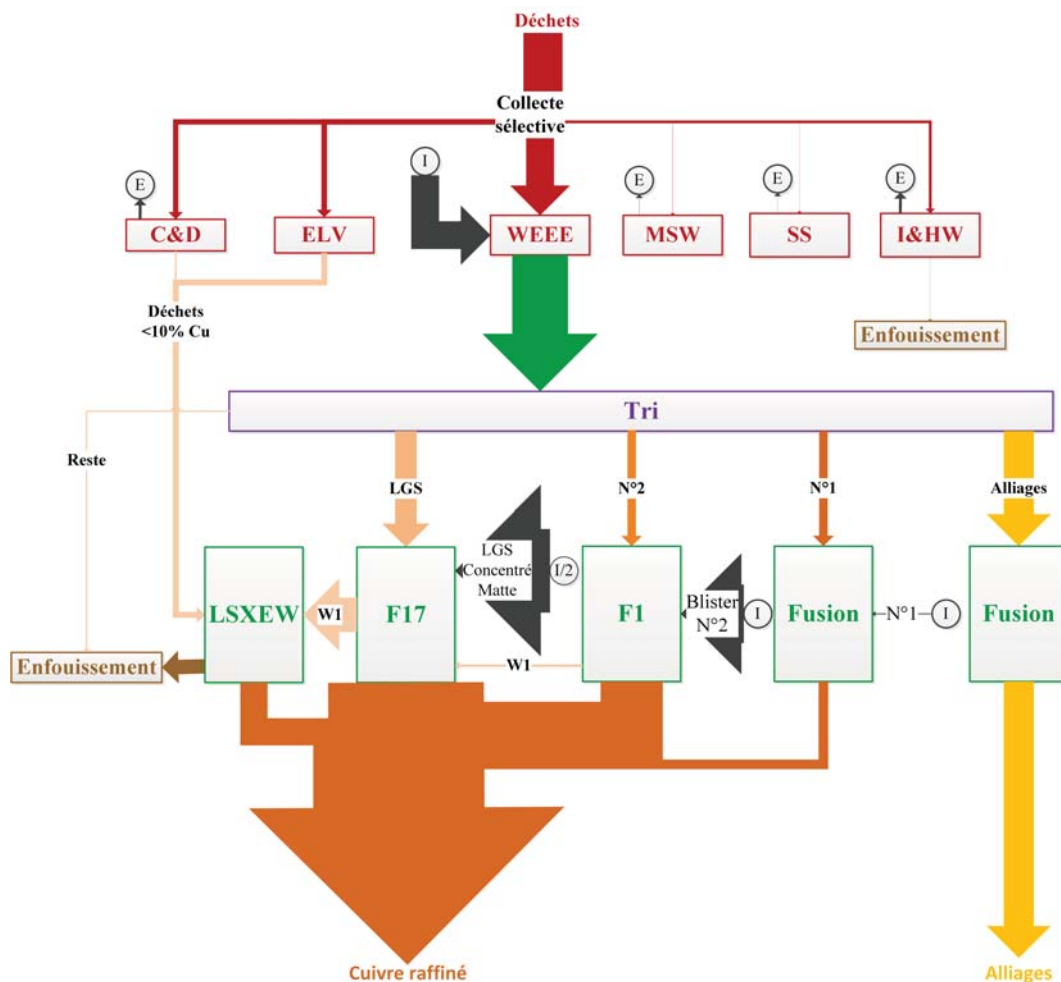 Déchets
Collecte
sélective
I
E
E
E
E
C&D
ELV
WEEE
MSW
SS
I&HW
Déchets
<10% Cu
Enfouissement
Tri
Reste
LGS
N°2
N°1
Alliages
LGS
Concentré
Matte
I/2
Blister
N°2
I
N°1
I
LSXEW
W1
F17
F1
Fusion
Fusion
W1
Enfouissement
Cuivre raffiné
Alliages